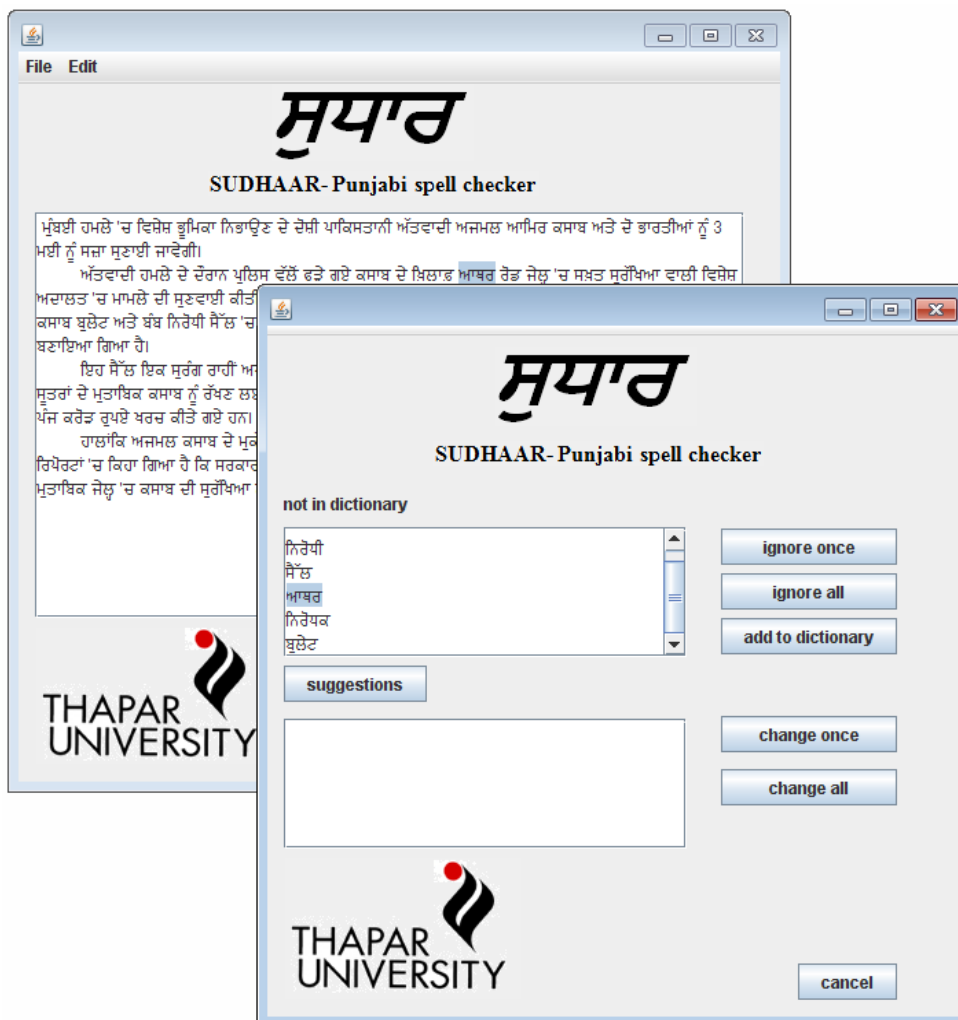 File Edit
ਸੁਧਾਰ
SUDHAAR- Punjabi spell checker
ਮੁੰਬਈ ਹਮਲੇ 'ਚ ਵਿਸ਼ੇਸ਼ ਭੂਮਿਕਾ ਨਿਭਾਉਣ ਦੇ ਦੋਸ਼ੀ ਪਾਕਿਸਤਾਨੀ ਅੱਤਵਾਦੀ ਅਜਮਲ ਆਮਿਰ ਕਸਾਬ ਅਤੇ ਦੋ ਭਾਰਤੀਆਂ ਨੂੰ 3
ਮਈ ਨੂੰ ਸਜ਼ਾ ਸੁਣਾਈ ਜਾਵੇਗੀ।
ਅੱਤਵਾਦੀ ਹਮਲੇ ਦੇ ਦੌਰਾਨ ਪੁਲਿਸ ਵੱਲੋਂ ਫੜੇ ਗਏ ਕਸਾਬ ਦੇ ਖ਼ਿਲਾਫ਼ ਆਥਰ ਰੋਡ ਜੇਲ੍ਹ 'ਚ ਸਖ਼ਤ ਸੁਰੱਖਿਆ ਵਾਲੀ ਵਿਸ਼ੇਸ਼
ਅਦਾਲਤ 'ਚ ਮਾਮਲੇ ਦੀ ਸੁਣਵਾਈ ਕੀਤੀ
ਕਸਾਬ ਬੁਲੇਟ ਅਤੇ ਬੰਬ ਨਿਰੋਧੀ ਸੈੱਲ 'ਚ
ਬਣਾਇਆ ਗਿਆ ਹੈ।
ਇਹ ਸੈੱਲ ਇਕ ਸੁਰੰਗ ਰਾਹੀਂ
ਸੂਤਰਾਂ ਦੇ ਮੁਤਾਬਿਕ ਕਸਾਬ ਨੂੰ ਰੱਖਣ
ਪੰਜ ਕਰੋੜ ਰੁਪਏ ਖਰਚ ਕੀਤੇ ਗਏ ਹਨ।
ਹਾਲਾਂਕਿ ਅਜਮਲ ਕਸਾਬ ਦੇ
ਰਿਪੋਰਟਾਂ 'ਚ ਕਿਹਾ ਗਿਆ ਹੈ ਕਿ ਸਰਕਾਰ
ਮੁਤਾਬਿਕ ਜੇਲ੍ਹ 'ਚ ਕਸਾਬ ਦੀ ਸੁਰੱਖਿਆ
THAPAR
UNIVERSITY
ਸੁਧਾਰ
SUDHAAR- Punjabi spell checker
not in dictionary
ਨਿਰੋਧੀ
ਸੈੱਲ
ਆਥਰ
ਨਿਰੋਧਕ
ਬੁਲੇਟ
ignore once
ignore all
add to dictionary
suggestions
change once
change all
THAPAR
UNIVERSITY
cancel